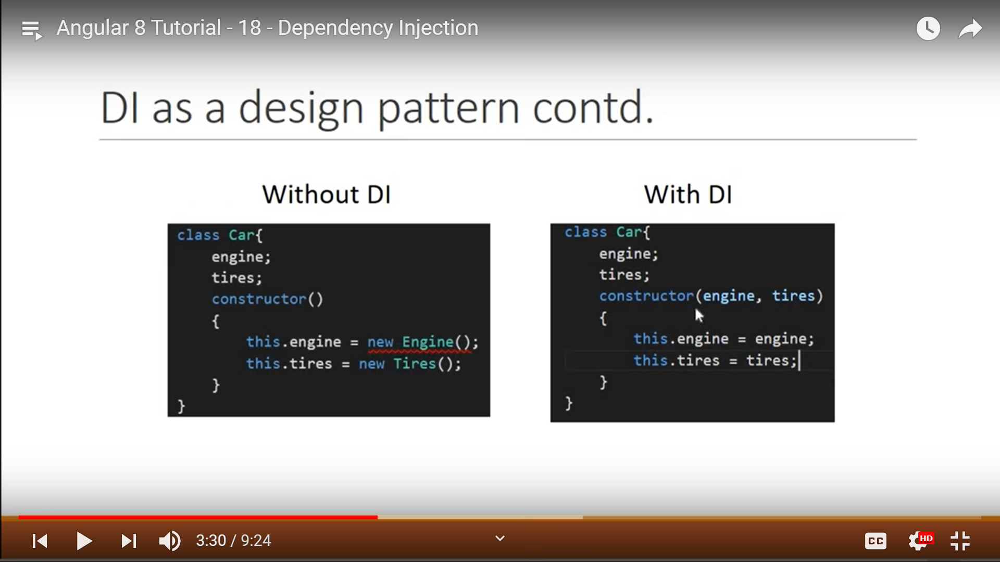 Angular 8 Tutorial - 18 - Dependency Injection
DI as a design pattern contd.
Without DI
class Car{
engine;
tires;
constructor()
{
this.engine = new Engine();
this.tires = new Tires();
}
}
With DI
class Car{
engine;
tires;
constructor(engine, tires)
{
this.engine = engine;
this.tires = tires;
}
}
3:30 / 9:24
CC
HD